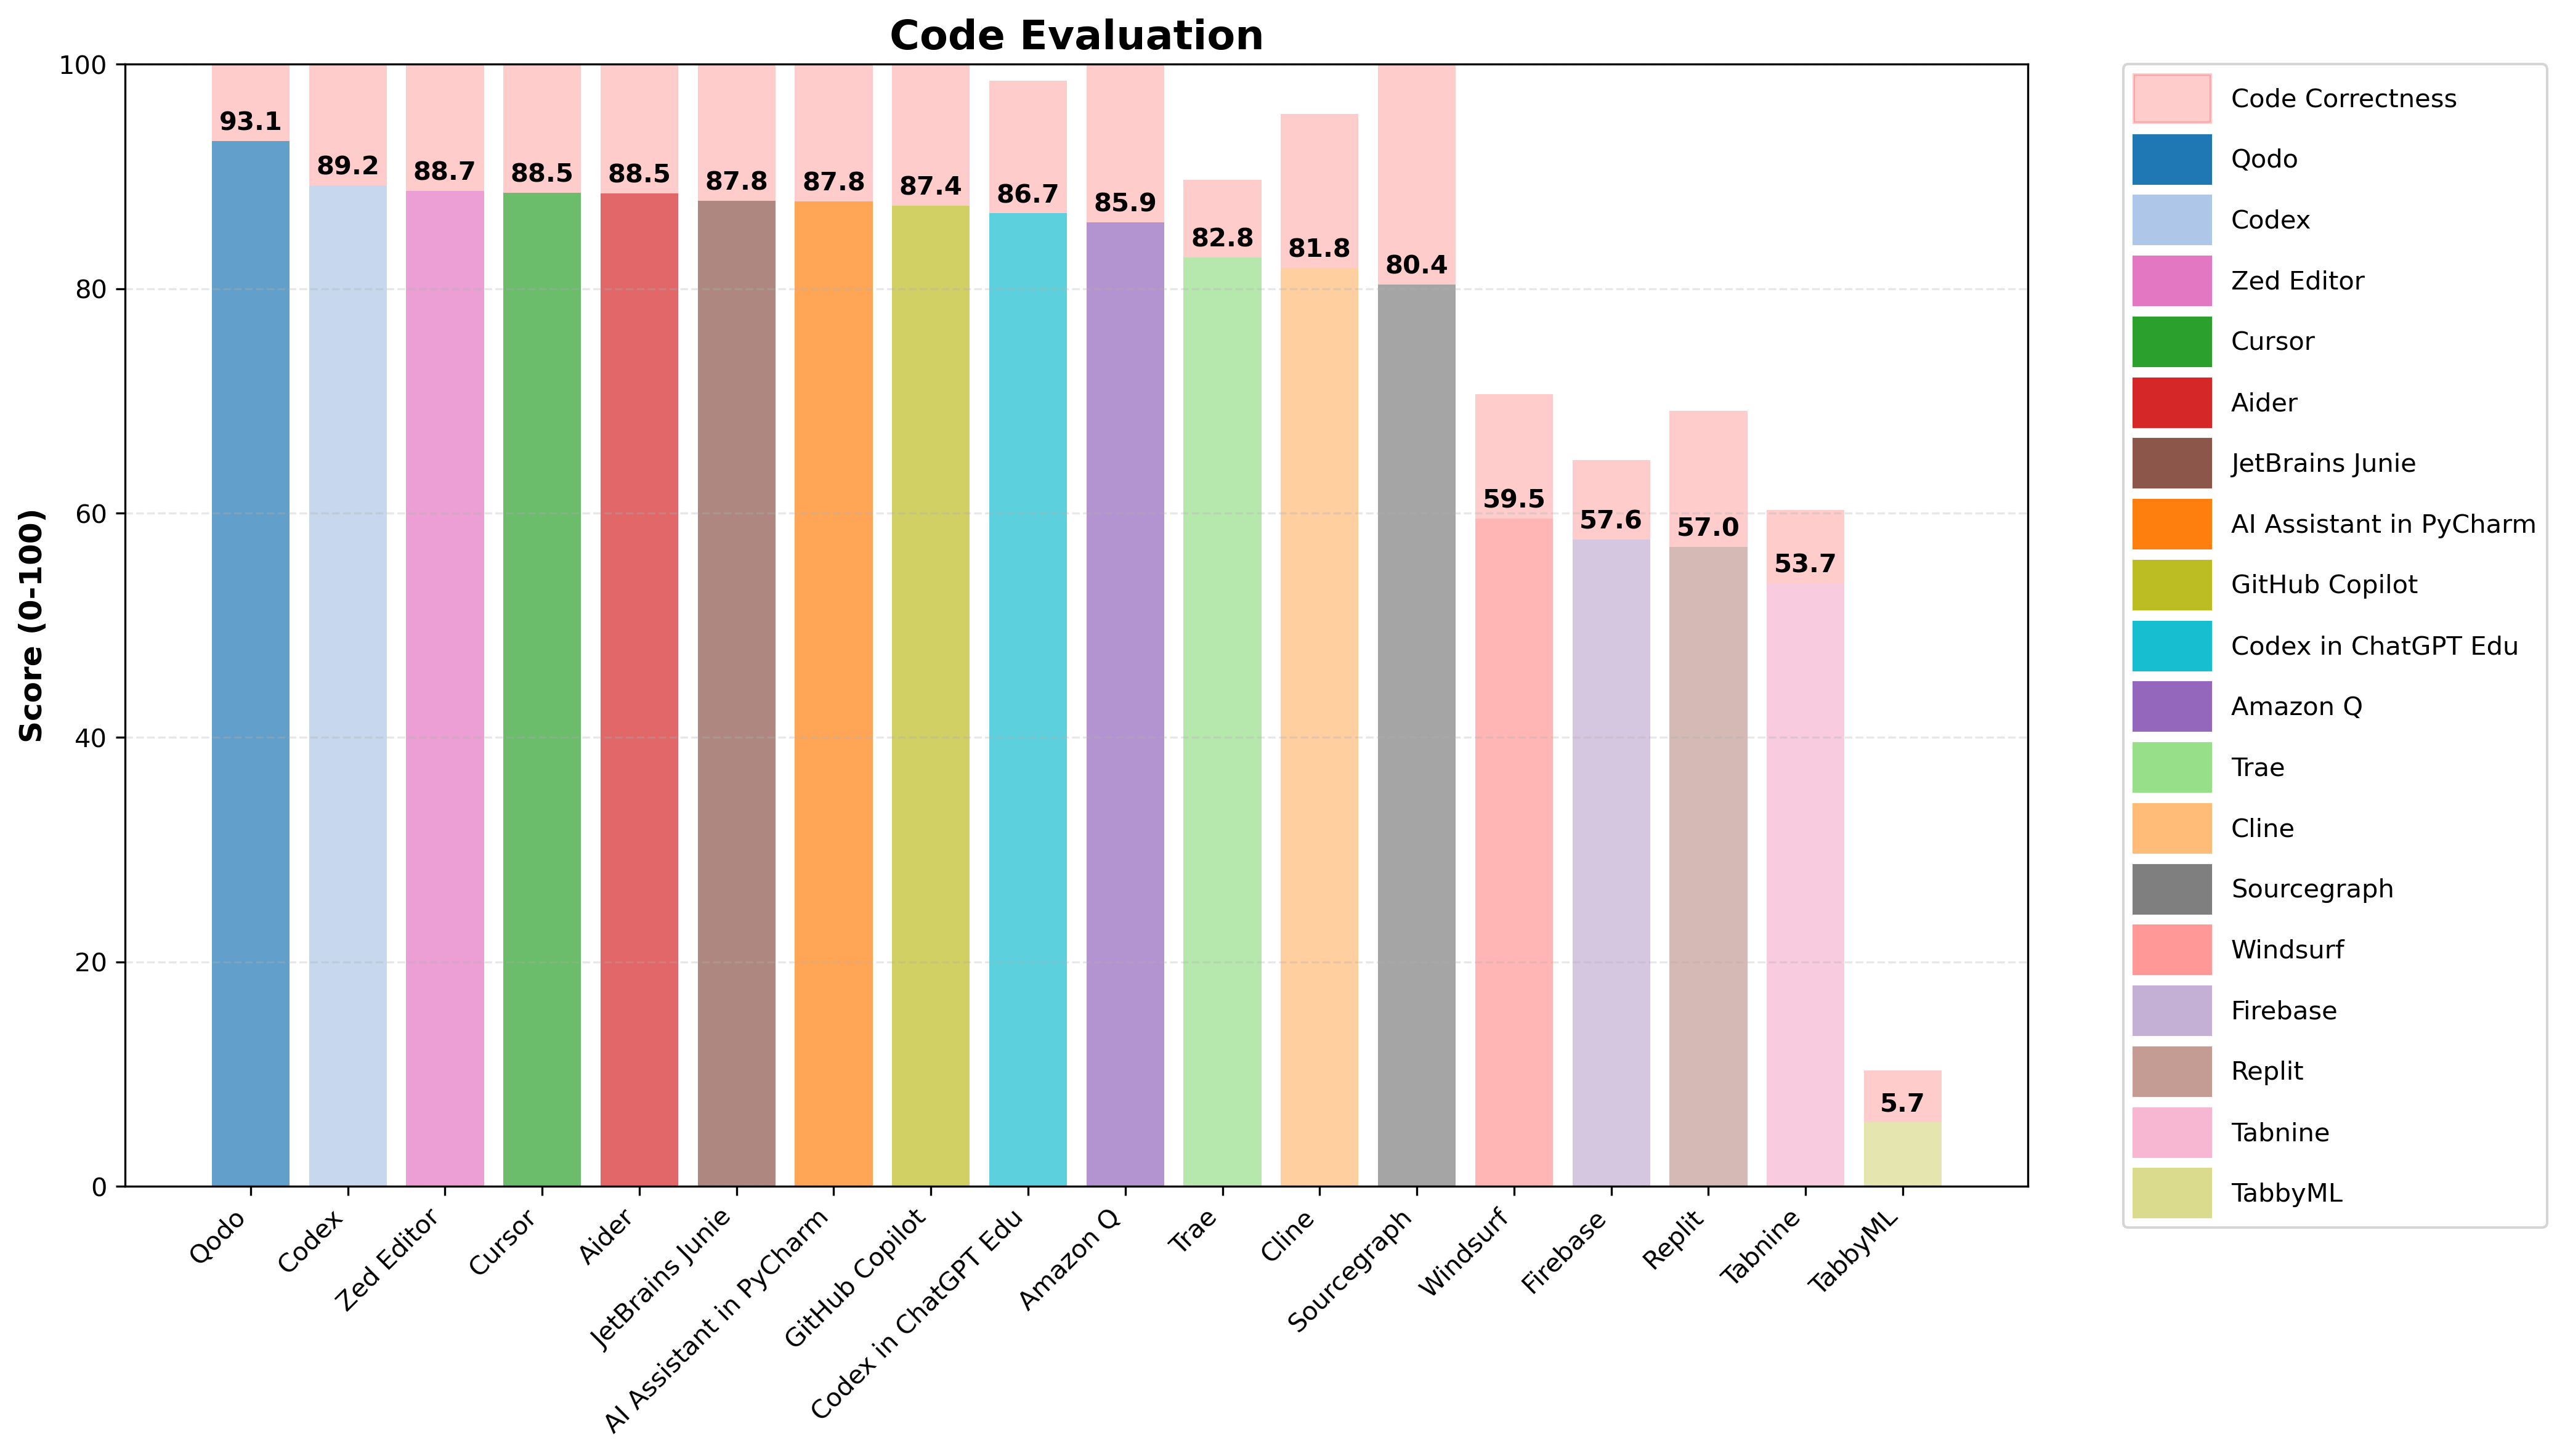 Code Evaluation
Score (0-100)
100
80
60
40
20
0
93.1
89.2
88.7
88.5
88.5
87.8
87.8
87.4
86.7
85.9
82.8
81.8
80.4
59.5
57.6
57.0
53.7
5.7
Qodo
Codex
Zed Editor
Cursor
Aider
JetBrains Junie
AI Assistant in PyCharm
GitHub Copilot
Codex in ChatGPT Edu
Amazon Q
Trae
Cline
Sourcegraph
Windsurf
Firebase
Replit
Tabnine
TabbyML
Code Correctness
Qodo
Codex
Zed Editor
Cursor
Aider
JetBrains Junie
AI Assistant in PyCharm
GitHub Copilot
Codex in ChatGPT Edu
Amazon Q
Trae
Cline
Sourcegraph
Windsurf
Firebase
Replit
Tabnine
TabbyML